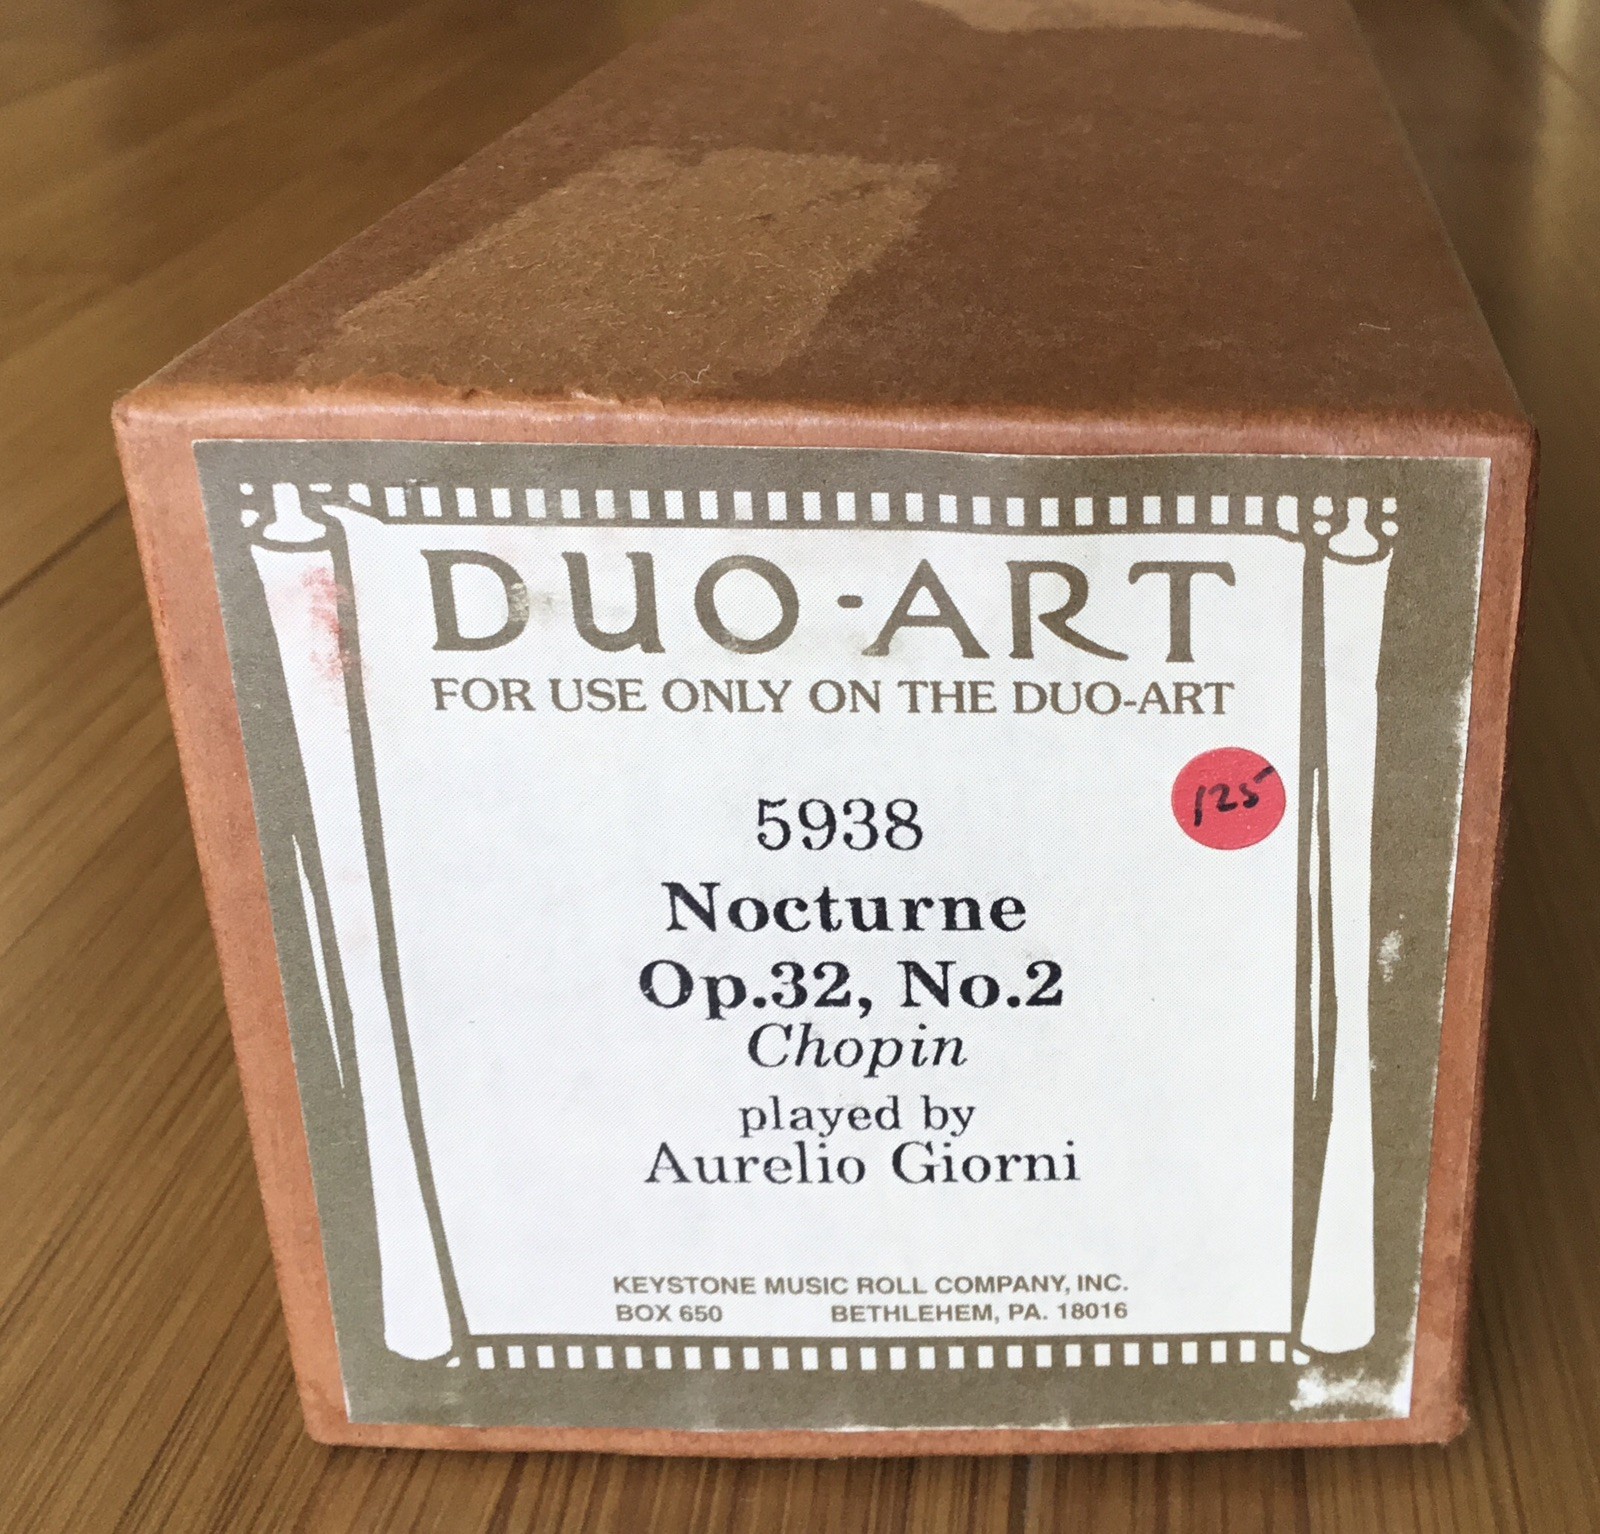 DUO-ART
FOR USE ONLY ON THE DUO-ART
125
5938
Nocturne
Op.32, No.2
Chopin
played by
Aurelio Giorni
KEYSTONE MUSIC ROLL COMPANY, INC.
BOX 650 BETHLEHEM, PA. 18016